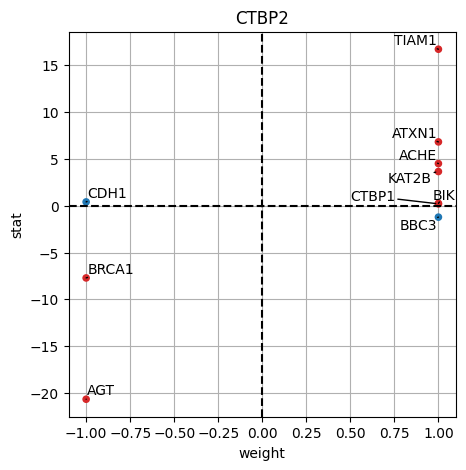 CTBP2
TIAM1
15
10
ATXN1
ACHE
5
KAT2B
CDH1
CTBP1 BIK
0
BBC3
stat
−5
BRCA1
−10
−15
−20
AGT
−1.00 −0.75 −0.50 −0.25 0.00 0.25 0.50 0.75 1.00
weight